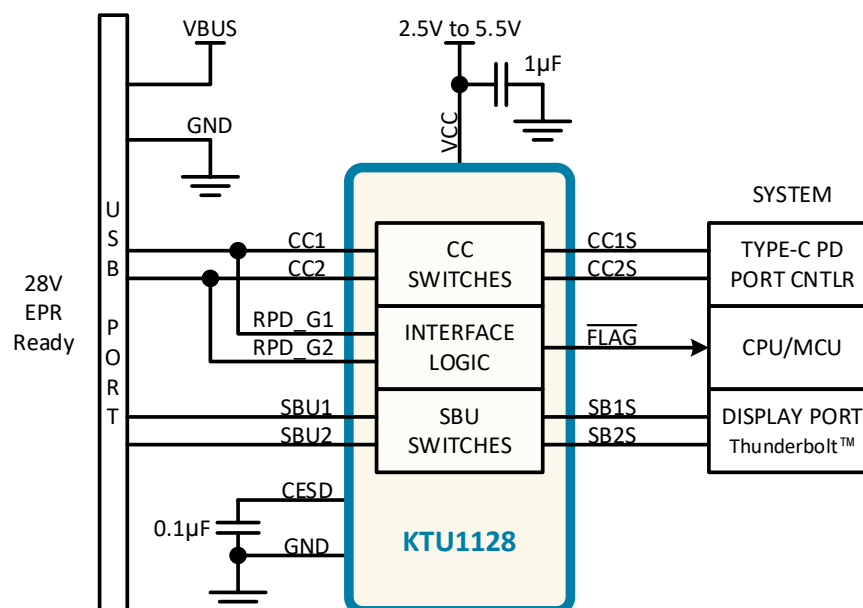 VBUS
2.5V to 5.5V
1µF
GND
VCC
SYSTEM
USB PORT
28V
EPR
Ready
CC1
CC2
RPD_G1
RPD_G2
SBU1
SBU2
CESD
0.1µF
GND
CC
SWITCHES
INTERFACE
LOGIC
SBU
SWITCHES
KTU1128
CC1S
CC2S
FLAG
SB1S
SB2S
TYPE-C PD
PORT CNTLR
CPU/MCU
DISPLAY PORT
Thunderbolt™